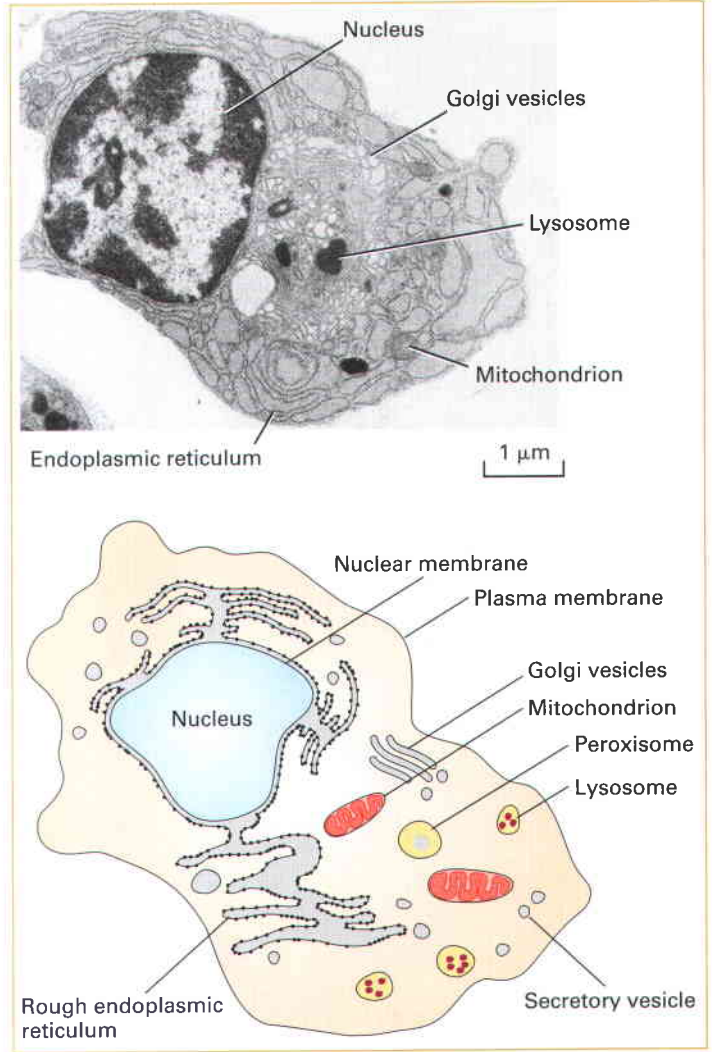 Nucleus
Golgi vesicles
Lysosome
Mitochondrion
Endoplasmic reticulum
1 μm
Nuclear membrane
Plasma membrane
Golgi vesicles
Mitochondrion
Nucleus
Peroxisome
Lysosome
Rough endoplasmic
reticulum
Secretory vesicle